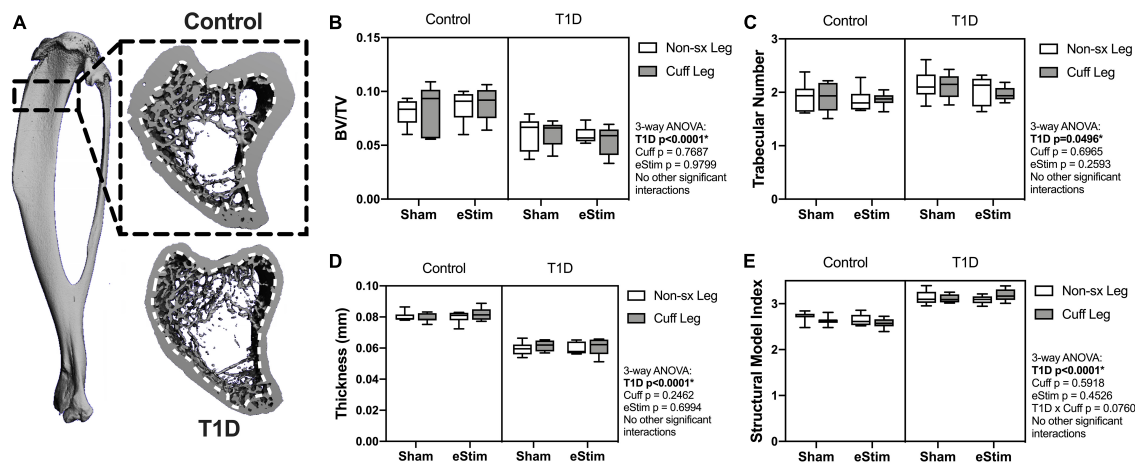 A
Control
T1D
B
Control
T1D
0.15
0.10
0.05
0.00
BV/TV
Sham
eStim
Sham
eStim
Non-sx Leg
Cuff Leg
3-way ANOVA:
T1D p<0.0001*
Cuff p = 0.7687
eStim p = 0.9799
No other significant
interactions
C
Control
T1D
3
2
1
0
Trabecular Number
Sham
eStim
Sham
eStim
Non-sx Leg
Cuff Leg
3-way ANOVA:
T1D p=0.0496*
Cuff p = 0.6965
eStim p = 0.2593
No other significant
interactions
D
Control
T1D
0.10
0.08
0.06
0.04
0.02
0.00
Thickness (mm)
Sham
eStim
Sham
eStim
Non-sx Leg
Cuff Leg
3-way ANOVA:
T1D p<0.0001*
Cuff p = 0.2462
eStim p = 0.6994
No other significant
interactions
E
Control
T1D
3
2
1
0
Structural Model Index
Sham
eStim
Sham
eStim
Non-sx Leg
Cuff Leg
3-way ANOVA:
T1D p<0.0001*
Cuff p = 0.5918
eStim p = 0.4526
T1D x Cuff p = 0.0760
No other significant
interactions